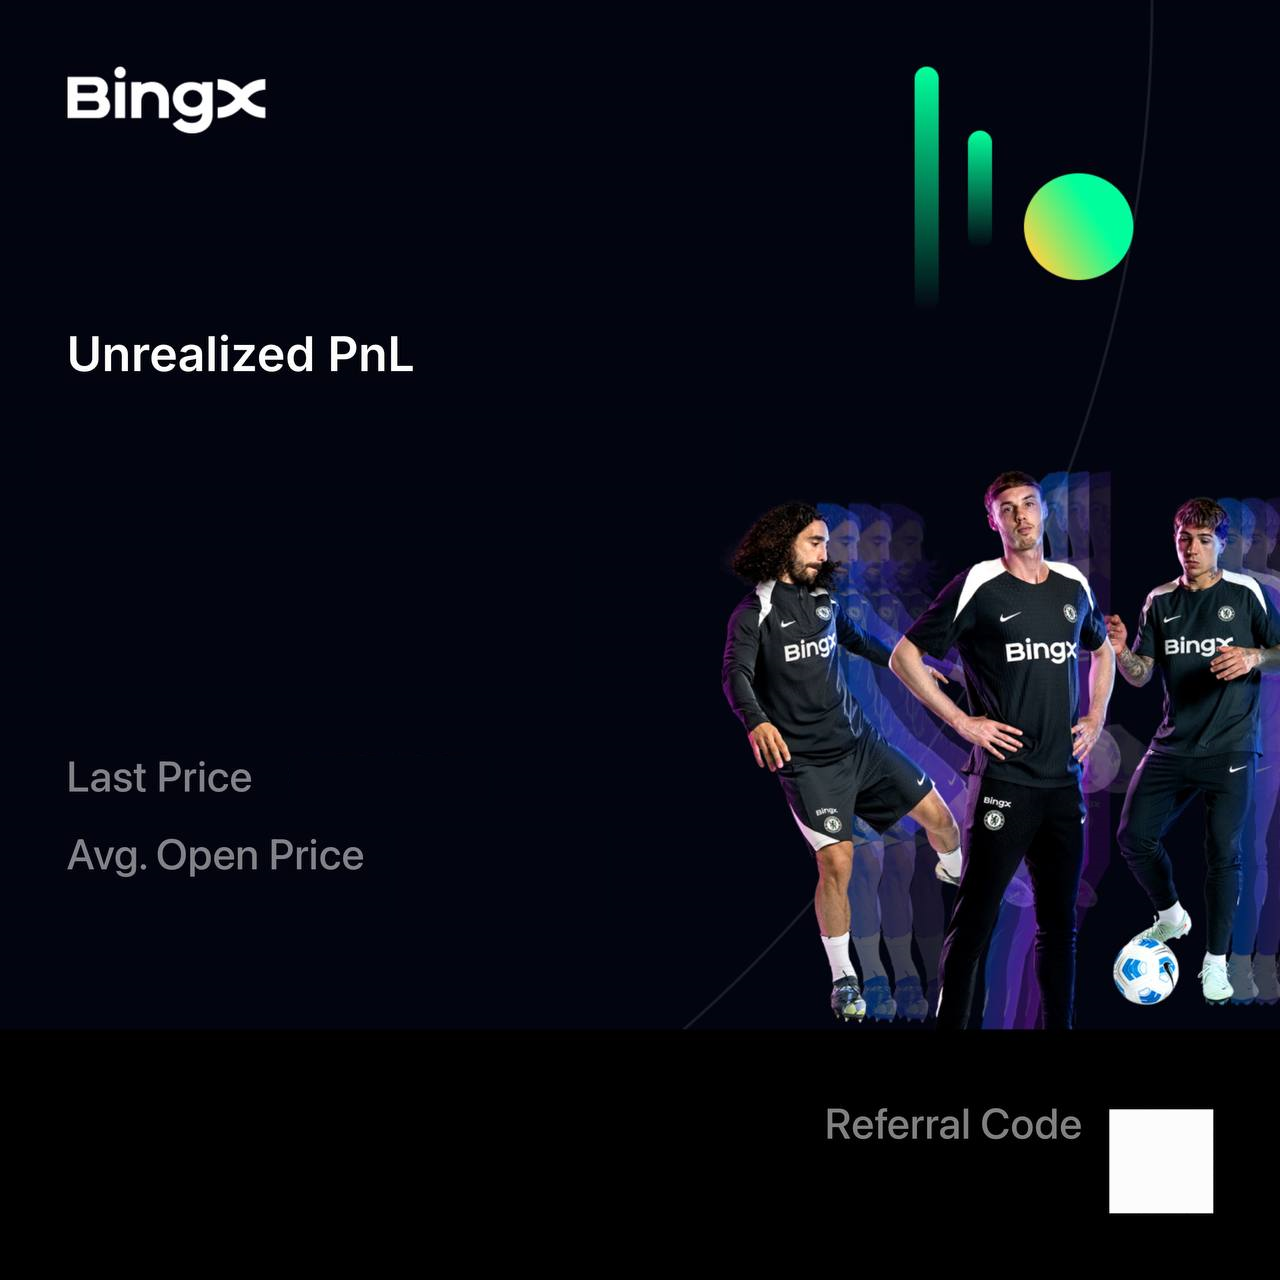 Bingx
Unrealized PnL
Bingx
Bingx
Bingx
Last Price
Bingx
Bingx
Avg. Open Price
Referral Code